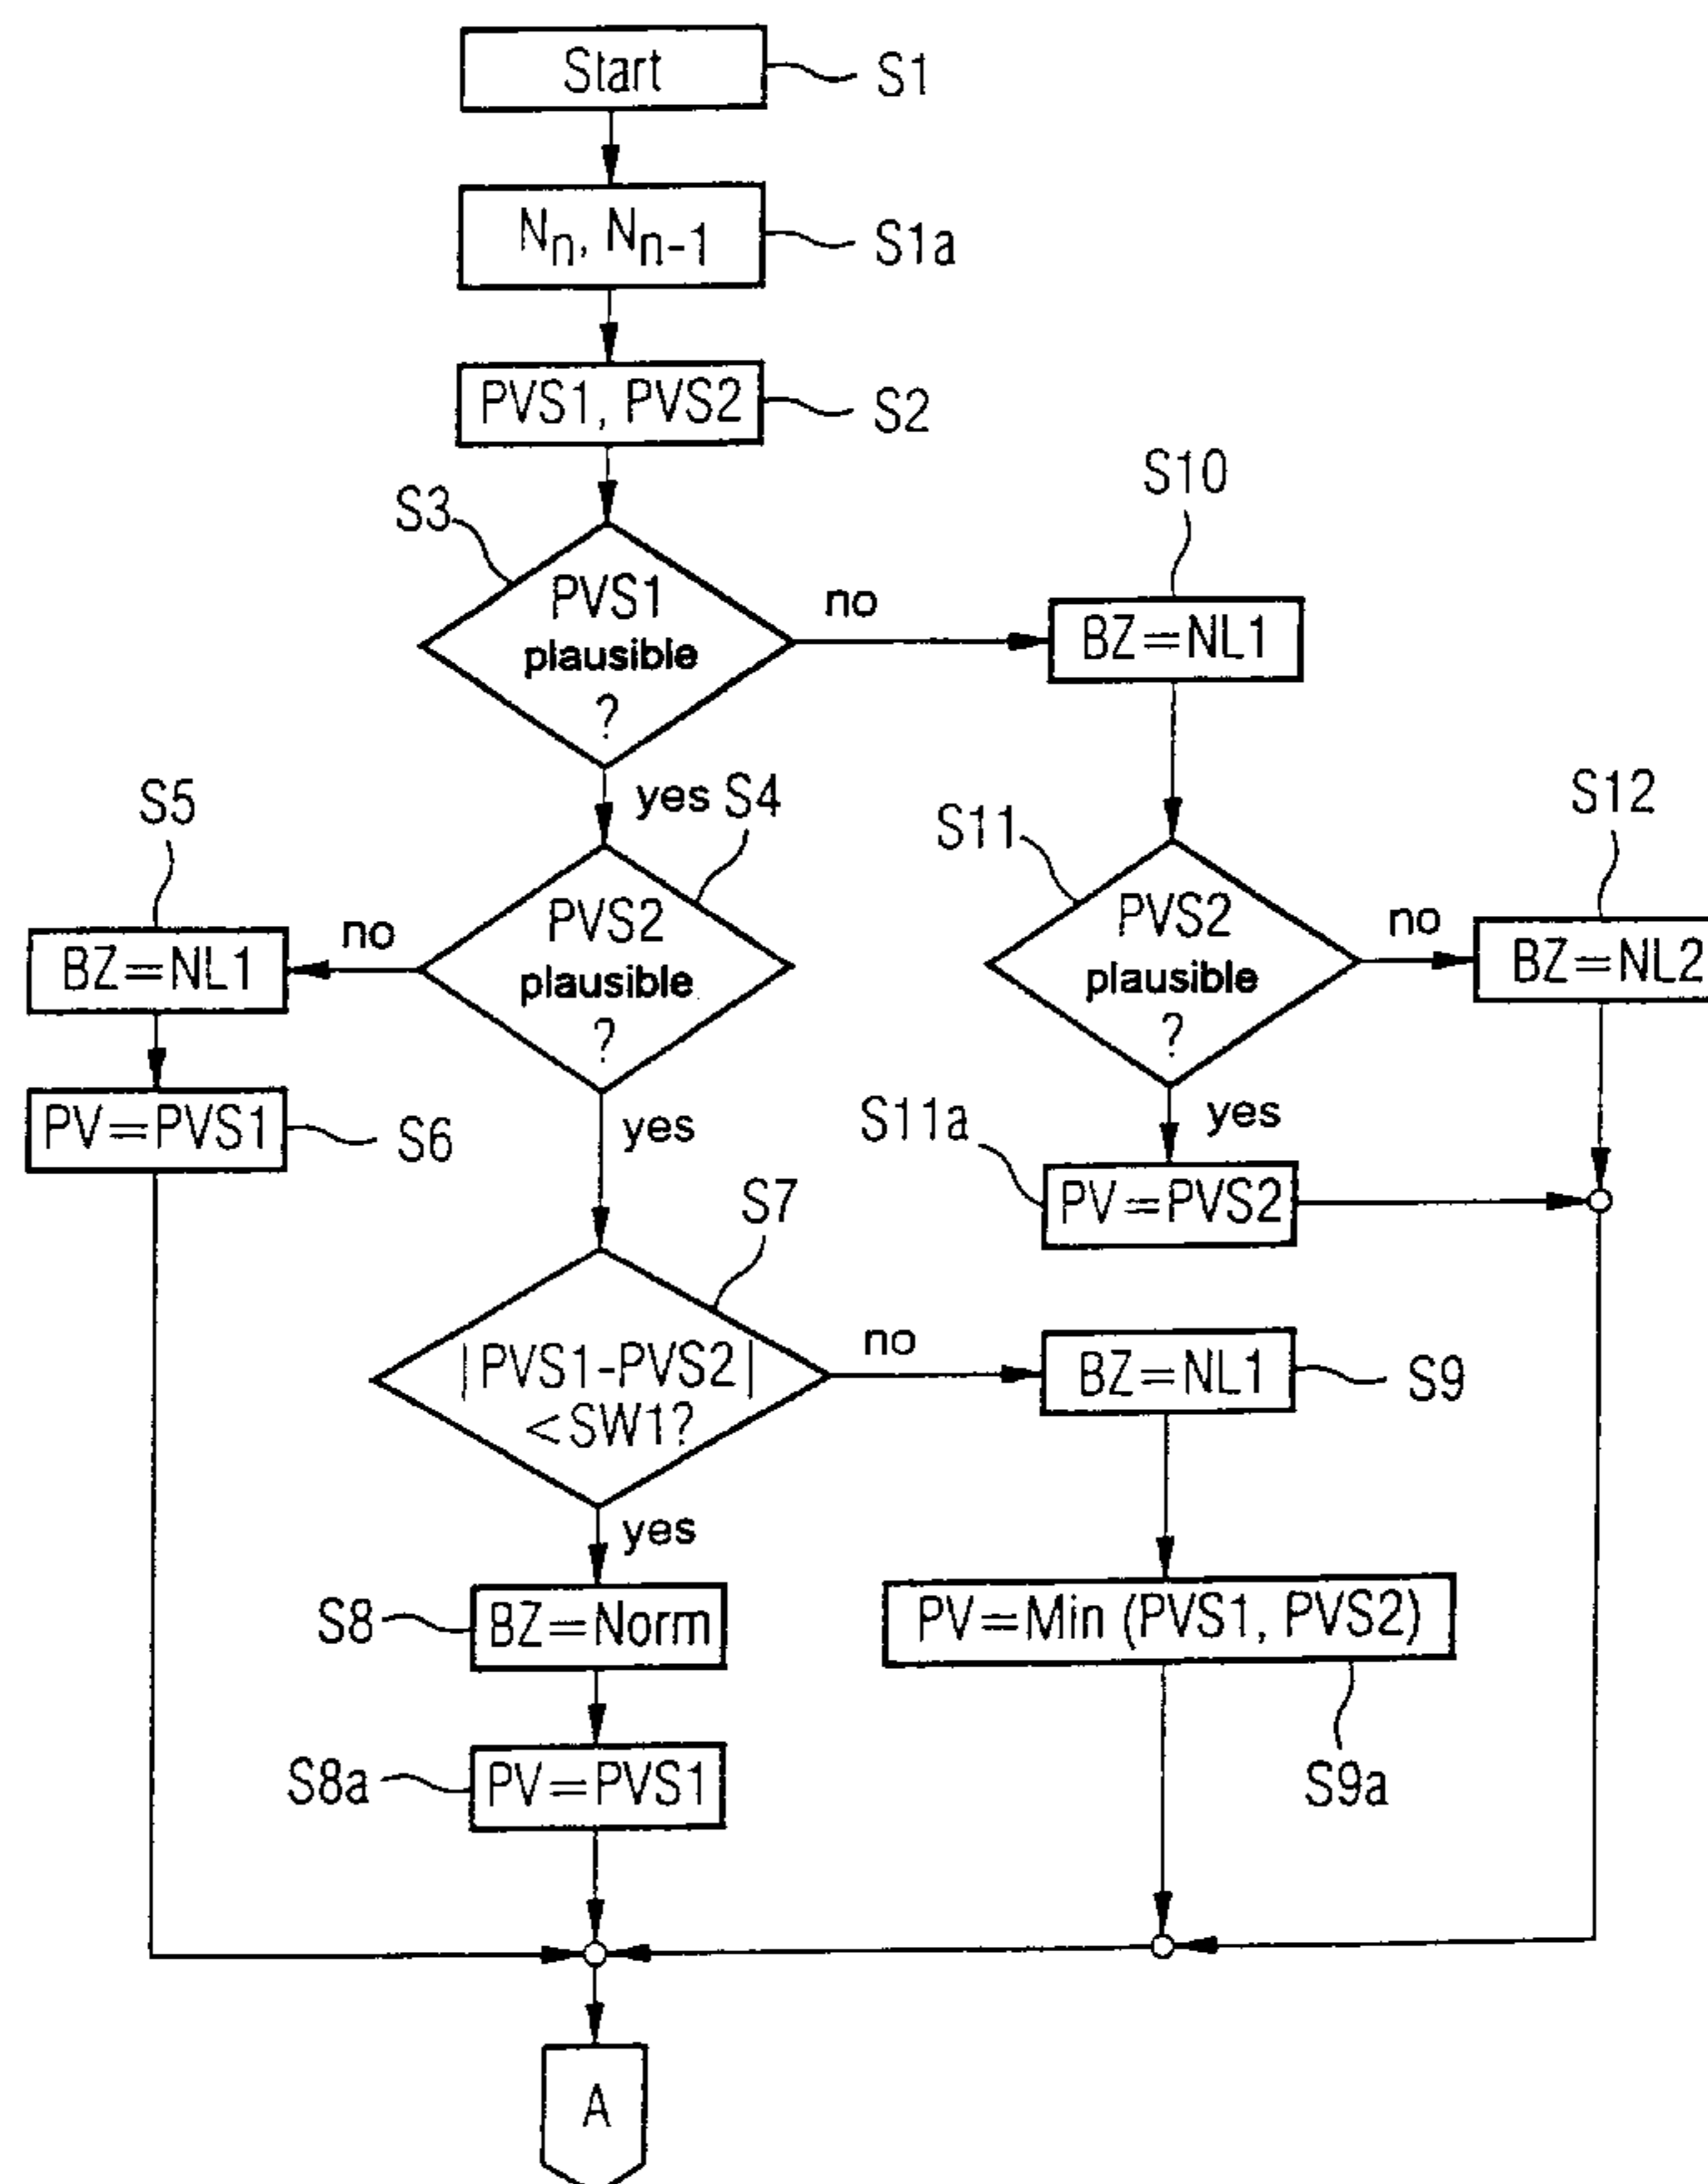 Start
S1
Nn, Nn-1
S1a
PVS1, PVS2
S2
S3
PVS1
plausible
?
no
S10
BZ=NL1
yes
S4
PVS2
plausible
?
no
S5
BZ=NL1
PV=PVS1
S6
S11
PVS2
plausible
?
no
S12
BZ=NL2
yes
S11a
PV=PVS2
yes
S7
|PVS1-PVS2|
<SW1?
no
BZ=NL1
S9
PV=Min (PVS1, PVS2)
S9a
yes
S8
BZ=Norm
S8a
PV=PVS1
A